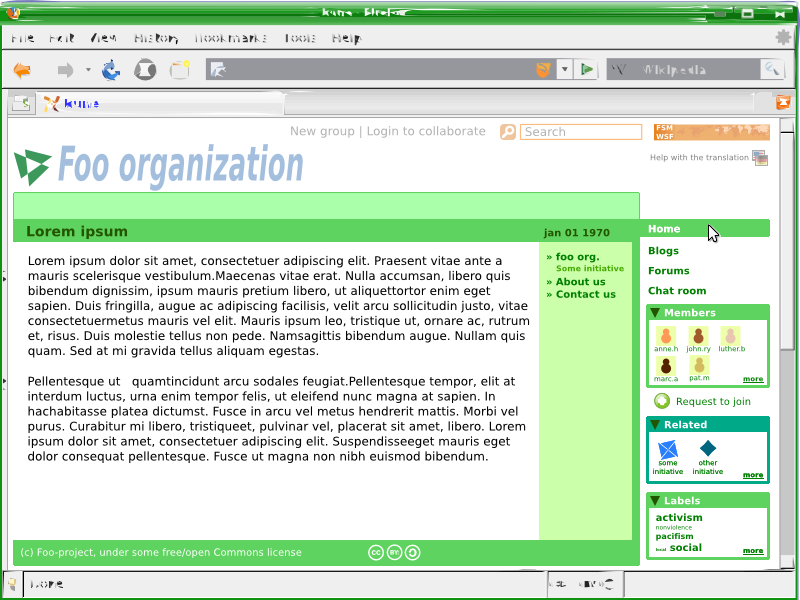 kune - Firefox
File Edit View History Bookmarks Tools Help
Wikipedia
kune
New group | Login to collaborate
Search
FSM
WSF
Help with the translation
Foo organization
Lorem ipsum
jan 01 1970
Lorem ipsum dolor sit amet, consectetuer adipiscing elit. Praesent vitae ante a
mauris scelerisque vestibulum.Maecenas vitae erat. Nulla accumsan, libero quis
bibendum dignissim, ipsum mauris pretium libero, ut aliquettortor enim eget
sapien. Duis fringilla, augue ac adipiscing facilisis, velit arcu sollicitudin justo, vitae
consectetuermetus mauris vel elit. Mauris ipsum leo, tristique ut, ornare ac, rutrum
et, risus. Duis molestie tellus non pede. Namsagittis bibendum augue. Nullam quis
quam. Sed at mi gravida tellus aliquam egestas.
Pellentesque ut quamtincidunt arcu sodales feugiat.Pellentesque tempor, elit at
interdum luctus, urna enim tempor felis, ut eleifend nunc magna at sapien. In
hachabitasse platea dictumst. Fusce in arcu vel metus hendrerit mattis. Morbi vel
purus. Curabitur mi libero, tristiqueet, pulvinar vel, placerat sit amet, libero. Lorem
ipsum dolor sit amet, consectetuer adipiscing elit. Suspendisseeget mauris eget
dolor consequat pellentesque. Fusce ut magna non nibh euismod bibendum.
» foo org.
Some initiative
» About us
» Contact us
Home
Blogs
Forums
Chat room
Members
anne.h john.ry luther.b
marc.a pat.m
more
Request to join
Related
some
initiative
other
initiative
more
Labels
activism
nonviolence
pacifism
local social
more
(c) Foo-project, under some free/open Commons license
CC BY: